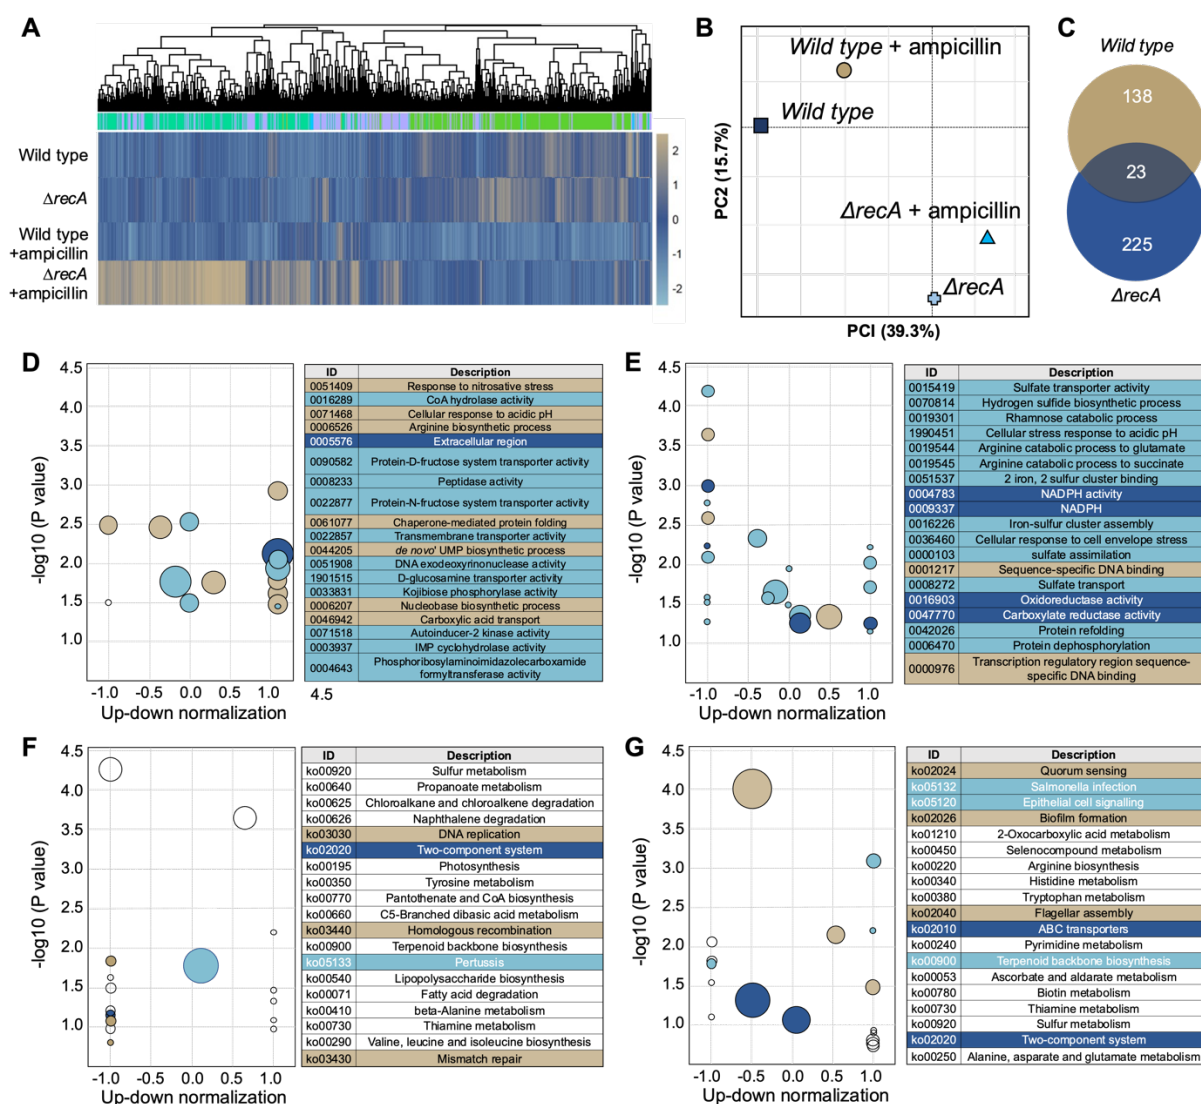 A
Wild type
ΔrecA
Wild type
+ampicillin
ΔrecA
+ampicillin
2
1
0
-1
-2
B
Wild type + ampicillin
Wild type
ΔrecA + ampicillin
ΔrecA
PC2 (15.7%)
PCI (39.3%)
C
Wild type
138
23
225
ΔrecA
D
4.5
4.0
3.5
3.0
2.5
2.0
1.5
1.0
-log10 (P value)
-1.0 -0.5 0.0 0.5 1.0
Up-down normalization
ID Description
0051409 Response to nitrosative stress
0016289 CoA hydrolase activity
0071468 Cellular response to acidic pH
0006526 Arginine biosynthetic process
0005576 Extracellular region
0090582 Protein-D-fructose system transporter activity
0008233 Peptidase activity
0022877 Protein-N-fructose system transporter activity
0061077 Chaperone-mediated protein folding
0022857 Transmembrane transporter activity
0044205 de novo' UMP biosynthetic process
0051908 DNA exodeoxyrinonuclease activity
1901515 D-glucosamine transporter activity
0033831 Kojibiose phosphorylase activity
0006207 Nucleobase biosynthetic process
0046942 Carboxylic acid transport
0071518 Autoinducer-2 kinase activity
0003937 IMP cyclohydrolase activity
0004643 Phosphoribosylaminoimidazolecarboxamide
formyltransferase activity
4.5
E
4.5
4.0
3.5
3.0
2.5
2.0
1.5
1.0
-log10 (P value)
-1.0 -0.5 0.0 0.5 1.0
Up-down normalization
ID Description
0015419 Sulfate transporter activity
0070814 Hydrogen sulfide biosynthetic process
0019301 Rhamnose catabolic process
1990451 Cellular stress response to acidic pH
0019544 Arginine catabolic process to glutamate
0019545 Arginine catabolic process to succinate
0051537 2 iron, 2 sulfur cluster binding
0004783 NADPH activity
0009337 NADPH
0016226 Iron-sulfur cluster assembly
0036460 Cellular response to cell envelope stress
0000103 sulfate assimilation
0001217 Sequence-specific DNA binding
0008272 Sulfate transport
0016903 Oxidoreductase activity
0047770 Carboxylate reductase activity
0042026 Protein refolding
0006470 Protein dephosphorylation
0000976 Transcription regulatory region sequence-
specific DNA binding
F
4.5
4.0
3.5
3.0
2.5
2.0
1.5
1.0
-log10 (P value)
-1.0 -0.5 0.0 0.5 1.0
Up-down normalization
ID Description
ko00920 Sulfur metabolism
ko00640 Propanoate metabolism
ko00625 Chloroalkane and chloroalkene degradation
ko00626 Naphthalene degradation
ko03030 DNA replication
ko02020 Two-component system
ko00195 Photosynthesis
ko00350 Tyrosine metabolism
ko00770 Pantothenate and CoA biosynthesis
ko00660 C5-Branched dibasic acid metabolism
ko03440 Homologous recombination
ko00900 Terpenoid backbone biosynthesis
ko05133 Pertussis
ko00540 Lipopolysaccharide biosynthesis
ko00071 Fatty acid degradation
ko00410 beta-Alanine metabolism
ko00730 Thiamine metabolism
ko00290 Valine, leucine and isoleucine biosynthesis
ko03430 Mismatch repair
G
4.5
4.0
3.5
3.0
2.5
2.0
1.5
1.0
-log10 (P value)
-1.0 -0.5 0.0 0.5 1.0
Up-down normalization
ID Description
ko02024 Quorum sensing
ko05132 Salmonella infection
ko05120 Epithelial cell signalling
ko02026 Biofilm formation
ko01210 2-Oxocarboxylic acid metabolism
ko00450 Selenocompound metabolism
ko00220 Arginine biosynthesis
ko00340 Histidine metabolism
ko00380 Tryptophan metabolism
ko02040 Flagellar assembly
ko02010 ABC transporters
ko00240 Pyrimidine metabolism
ko00900 Terpenoid backbone biosynthesis
ko00053 Ascorbate and aldarate metabolism
ko00780 Biotin metabolism
ko00730 Thiamine metabolism
ko00920 Sulfur metabolism
ko02020 Two-component system
ko00250 Alanine, asparate and glutamate metabolism